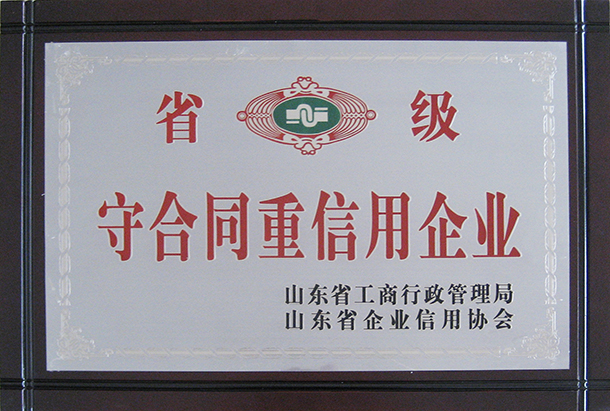 省 级
守合同重信用企业
山东省工商行政管理局
山东省企业信用协会